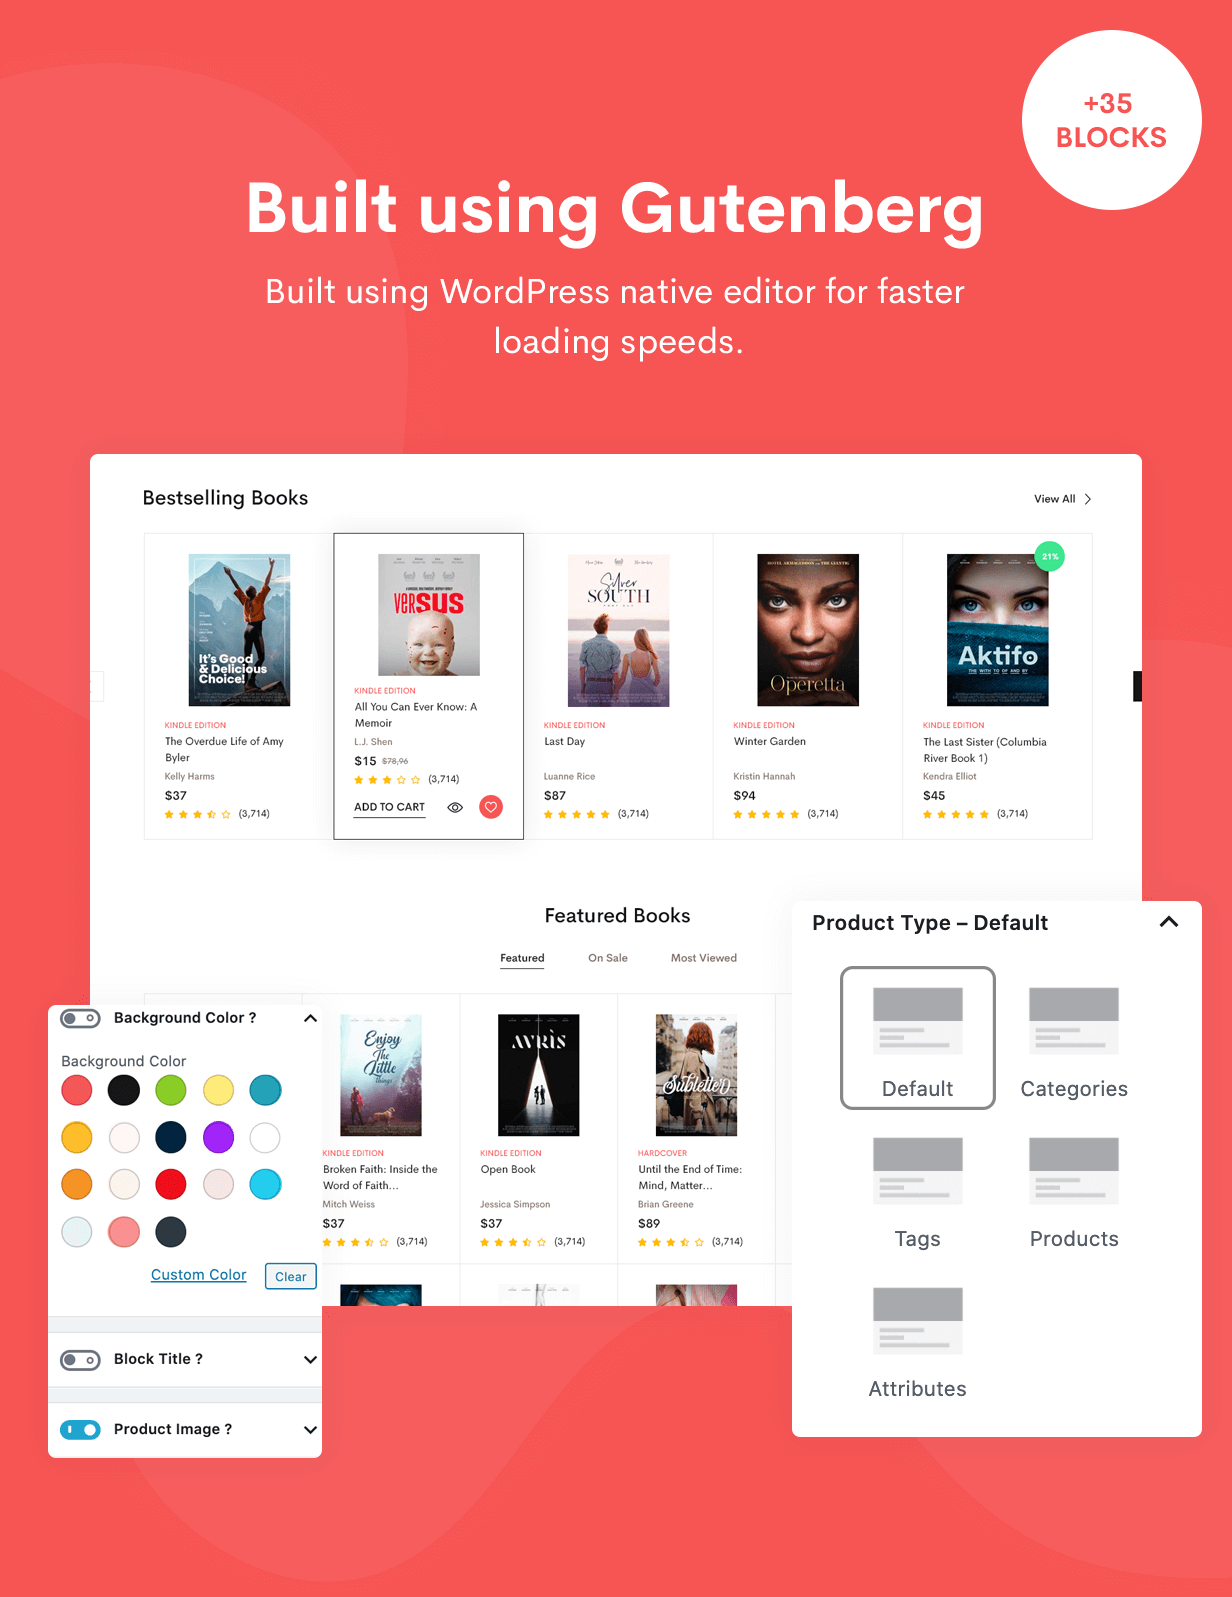 +35
BLOCKS
Built using Gutenberg
Built using WordPress native editor for faster
loading speeds.
Bestselling Books
View All
It's Good
& Delicious
Choice!
KINDLE EDITION
The Overdue Life of Amy
Byler
Kelly Harms
$37
(3,714)
versus
KINDLE EDITION
All You Can Ever Know: A
Memoir
L.J. Shen
$15 $78,96
(3,714)
ADD TO CART
Silver
SOUTH
KINDLE EDITION
Last Day
Luanne Rice
$87
(3,714)
Operetta
KINDLE EDITION
Winter Garden
Kristin Hannah
$94
(3,714)
21%
Aktifo
THE WITH TO OF AND BY
KINDLE EDITION
The Last Sister (Columbia
River Book 1)
Kendra Elliot
$45
(3,714)
Featured Books
Featured
On Sale
Most Viewed
Enjoy
The
Little
Things
KINDLE EDITION
Broken Faith: Inside the
Word of Faith...
Mitch Weiss
$37
(3,714)
AVRIS
KINDLE EDITION
Open Book
Jessica Simpson
$37
(3,714)
Subletter
HARDCOVER
Until the End of Time:
Mind, Matter...
Brian Greene
$89
(3,714)
Background Color ?
Background Color
Custom Color
Clear
Block Title ?
Product Image ?
Product Type – Default
Default
Categories
Tags
Products
Attributes